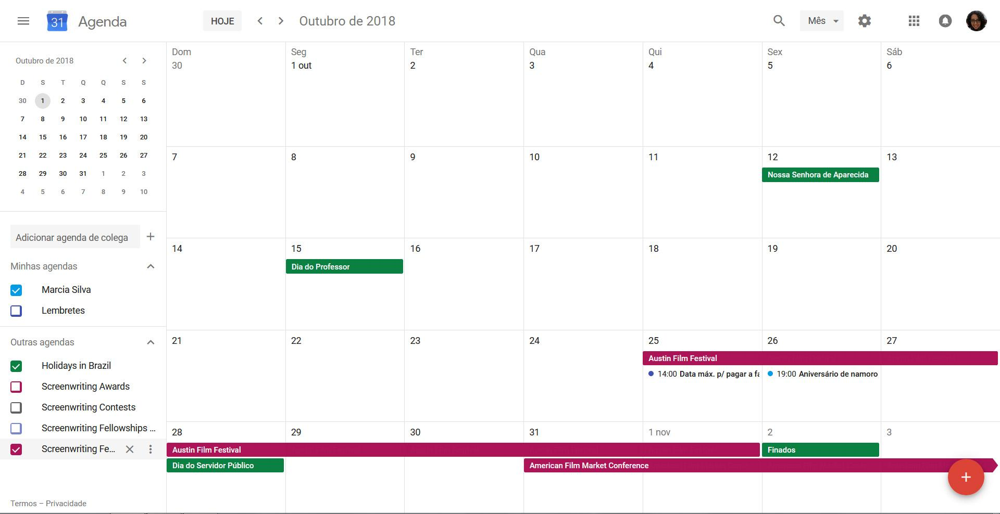 31 Agenda HOJE Outubro de 2018 Mês
Outubro de 2018
D S T Q Q S S
30 1 2 3 4 5 6
7 8 9 10 11 12 13
14 15 16 17 18 19 20
21 22 23 24 25 26 27
28 29 30 31 1 2 3
4 5 6 7 8 9 10
Adicionar agenda de colega
Minhas agendas
Marcia Silva
Lembretes
Outras agendas
Holidays in Brazil
Screenwriting Awards
Screenwriting Contests
Screenwriting Fellowships ...
Screenwriting Fe...
Termos – Privacidade
Dom Seg Ter Qua Qui Sex Sáb
30 1 out 2 3 4 5 6
7 8 9 10 11 12 13
Nossa Senhora de Aparecida
14 15 16 17 18 19 20
Dia do Professor
21 22 23 24 25 26 27
Austin Film Festival
14:00 Data máx. p/ pagar a fa 19:00 Aniversário de namoro
28 29 30 31 1 nov 2 3
Austin Film Festival Finados
Dia do Servidor Público American Film Market Conference